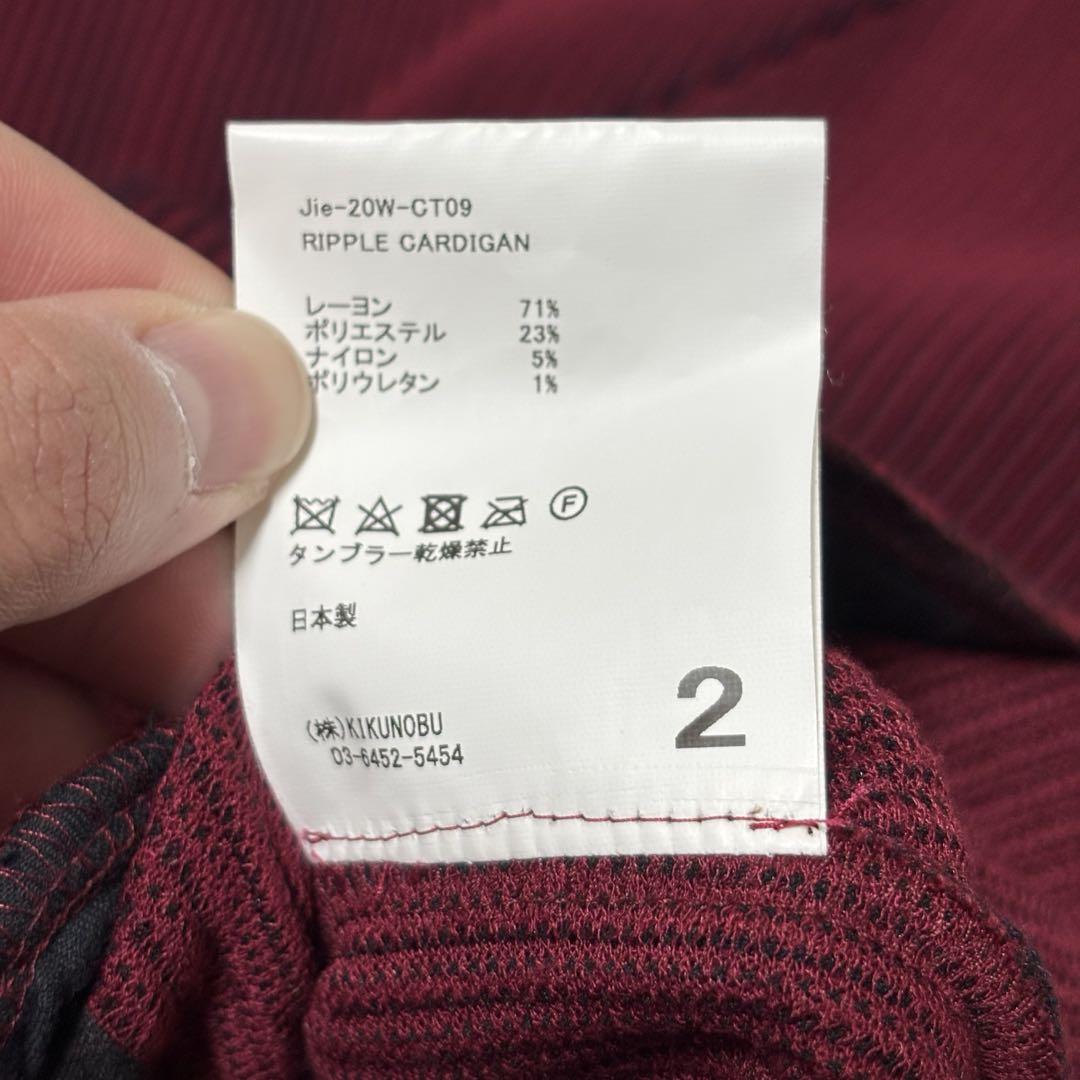 Jie-20W-CT09
RIPPLE CARDIGAN
レーヨン 71%
ポリエステル 23%
ナイロン 5%
ポリウレタン 1%
F
タンブラー乾燥禁止
日本製
2
(株)KIKUNOBU
03-6452-5454